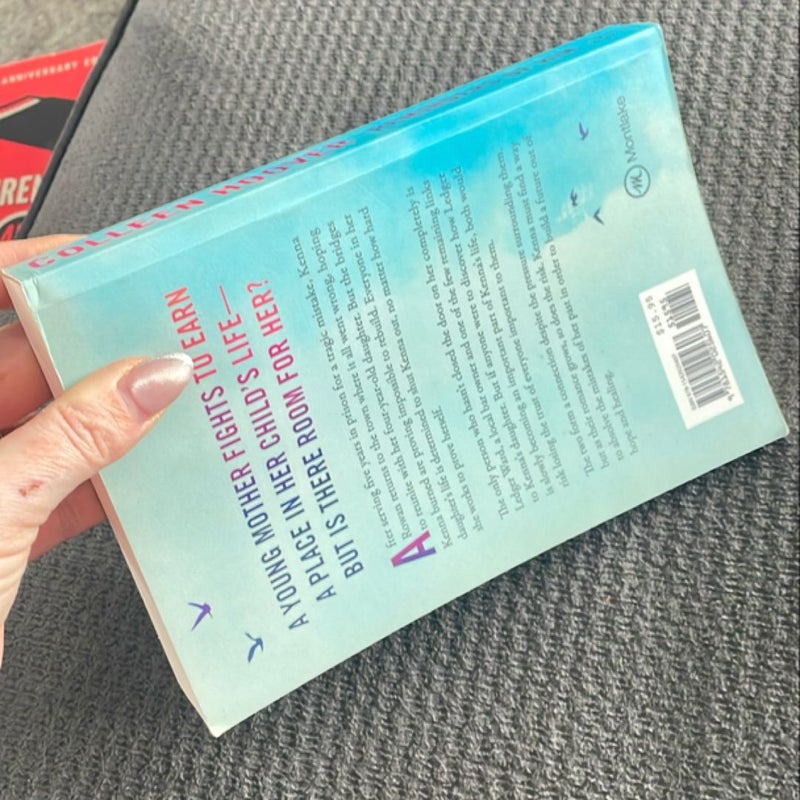 ANNIVERSARY
COLLEEN HOOVER
A YOUNG MOTHER FIGHTS TO EARN
A PLACE IN HER CHILD'S LIFE—
BUT IS THERE ROOM FOR HER?
After serving five years in prison for a tragic mistake, Kenna
Rowan returns to the town where it all went wrong, hoping
to reunite with her four-year-old daughter. But the bridges
Kenna burned are proving impossible to rebuild. Everyone in her
daughter's life is determined to shut Kenna out, no matter how hard
she works to prove herself.
The only person who hasn't closed the door on her completely is
Ledger Ward, a local bar owner and one of the few remaining links
to Kenna's daughter. But if anyone were to discover how Ledger
is slowly becoming an important part of Kenna's life, both would
risk losing the trust of everyone important to them.
The two form a connection despite the pressure surrounding them,
but as their romance grows, so does the risk. Kenna must find a way
to absolve the mistakes of her past in order to build a future out of
hope and healing.
Montlake
$15.95
51595